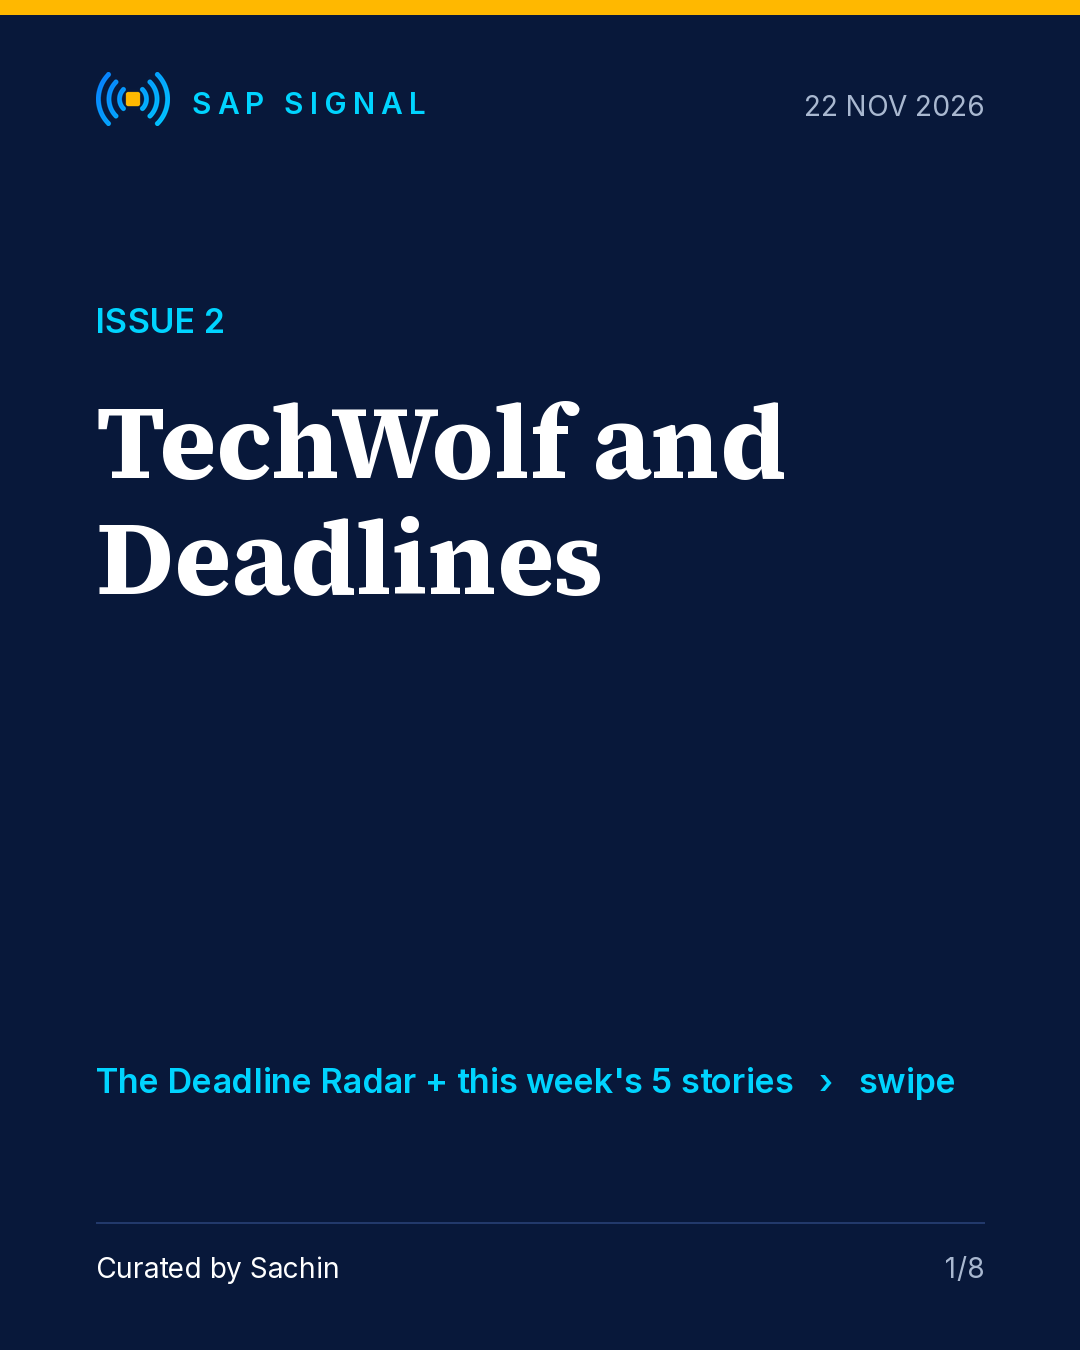 SAP SIGNAL
22 NOV 2026
ISSUE 2
TechWolf and
Deadlines
The Deadline Radar + this week's 5 stories › swipe
Curated by Sachin
1/8